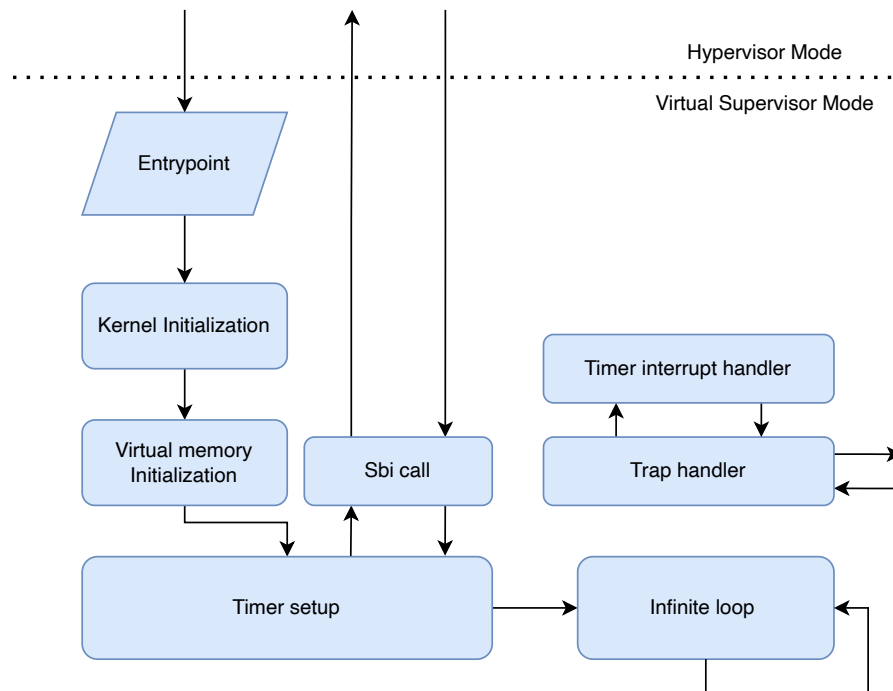 Hypervisor Mode
Virtual Supervisor Mode
Entrypoint
Kernel Initialization
Timer interrupt handler
Virtual memory
Initialization
Sbi call
Trap handler
Timer setup
Infinite loop